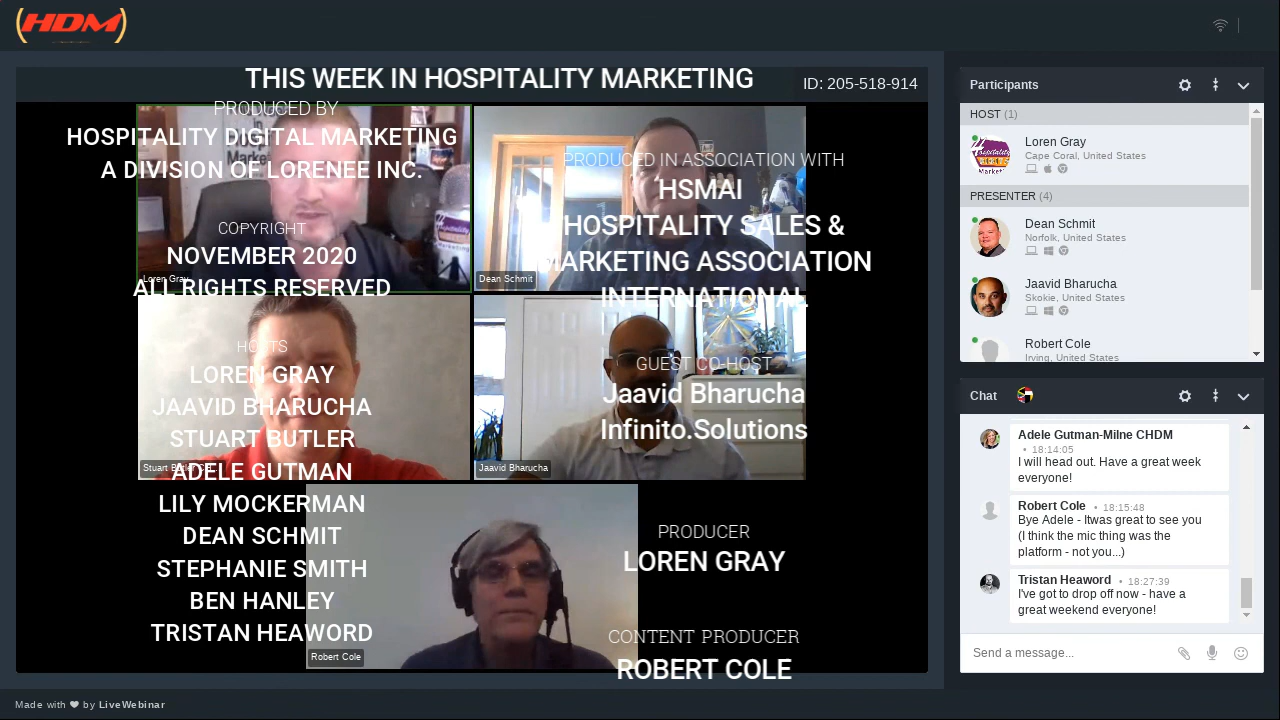 (HDM)
THIS WEEK IN HOSPITALITY MARKETING
ID: 205-518-914
PRODUCED BY
HOSPITALITY DIGITAL MARKETING
A DIVISION OF LORENEE INC.
COPYRIGHT
NOVEMBER 2020
ALL RIGHTS RESERVED
Loren Gray
HOSTS
LOREN GRAY
JAAVID BHARUCHA
STUART BUTLER
ADELE GUTMAN
LILY MOCKERMAN
DEAN SCHMIT
STEPHANIE SMITH
BEN HANLEY
TRISTAN HEAWORD
Stuart Butler
PRODUCED IN ASSOCIATION WITH
HSMAI
HOSPITALITY SALES &
MARKETING ASSOCIATION
INTERNATIONAL
Dean Schmit
GUEST CO-HOST
Jaavid Bharucha
Infinito.Solutions
Jaavid Bharucha
PRODUCER
LOREN GRAY
CONTENT PRODUCER
ROBERT COLE
Robert Cole
Participants
HOST (1)
Loren Gray
Cape Coral, United States
PRESENTER (4)
Dean Schmit
Norfolk, United States
Jaavid Bharucha
Skokie, United States
Robert Cole
Irving, United States
Chat
Adele Gutman-Milne CHDM
• 18:14:05
I will head out. Have a great week
everyone!
Robert Cole • 18:15:48
Bye Adele - Itwas great to see you
(I think the mic thing was the
platform - not you...)
Tristan Heaword • 18:27:39
I've got to drop off now - have a
great weekend everyone!
Send a message...
Made with ❤ by LiveWebinar